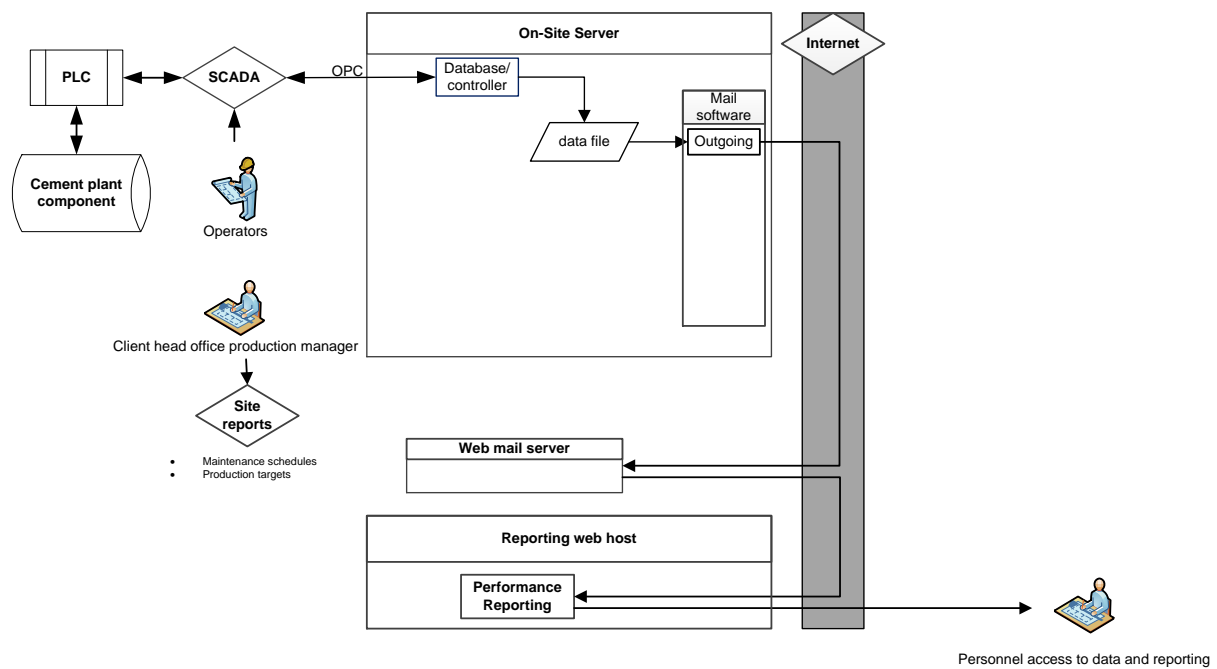 On-Site Server
Internet
PLC
SCADA
OPC
Database/
controller
Mail
software
data file
Outgoing
Cement plant
component
Operators
Client head office production manager
Site
reports
• Maintenance schedules
• Production targets
Web mail server
Reporting web host
Performance
Reporting
Personnel access to data and reporting